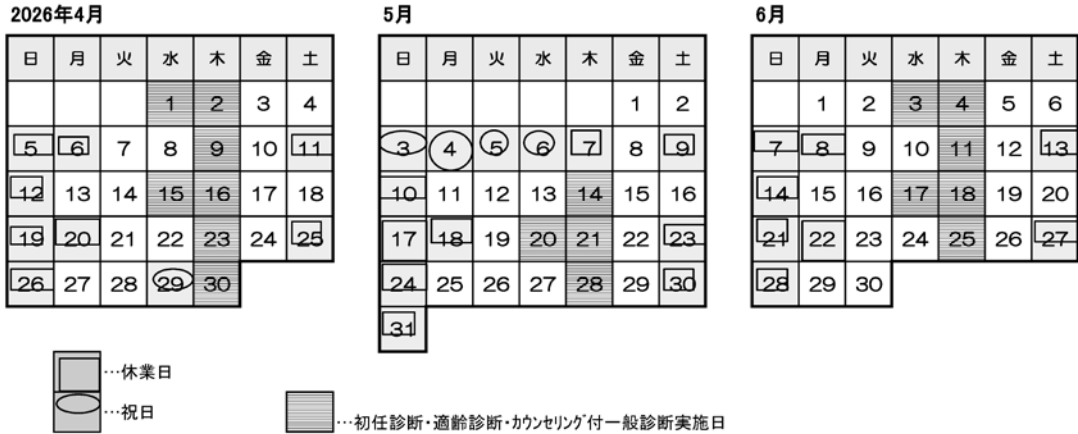 2026年4月
5月
6月
日 月 火 水 木 金 土
日 月 火 水 木 金 土
日 月 火 水 木 金 土
1 2 3 4
1 2
1 2 3 4 5 6
5 6 7 8 9 10 11
3 4 5 6 7 8 9
7 8 9 10 11 12 13
12 13 14 15 16 17 18
10 11 12 13 14 15 16
14 15 16 17 18 19 20
19 20 21 22 23 24 25
17 18 19 20 21 22 23
21 22 23 24 25 26 27
26 27 28 29 30
24 25 26 27 28 29 30
28 29 30
31
…休業日
…祝日
…初任診断・適齢診断・カウンセリング付一般診断実施日